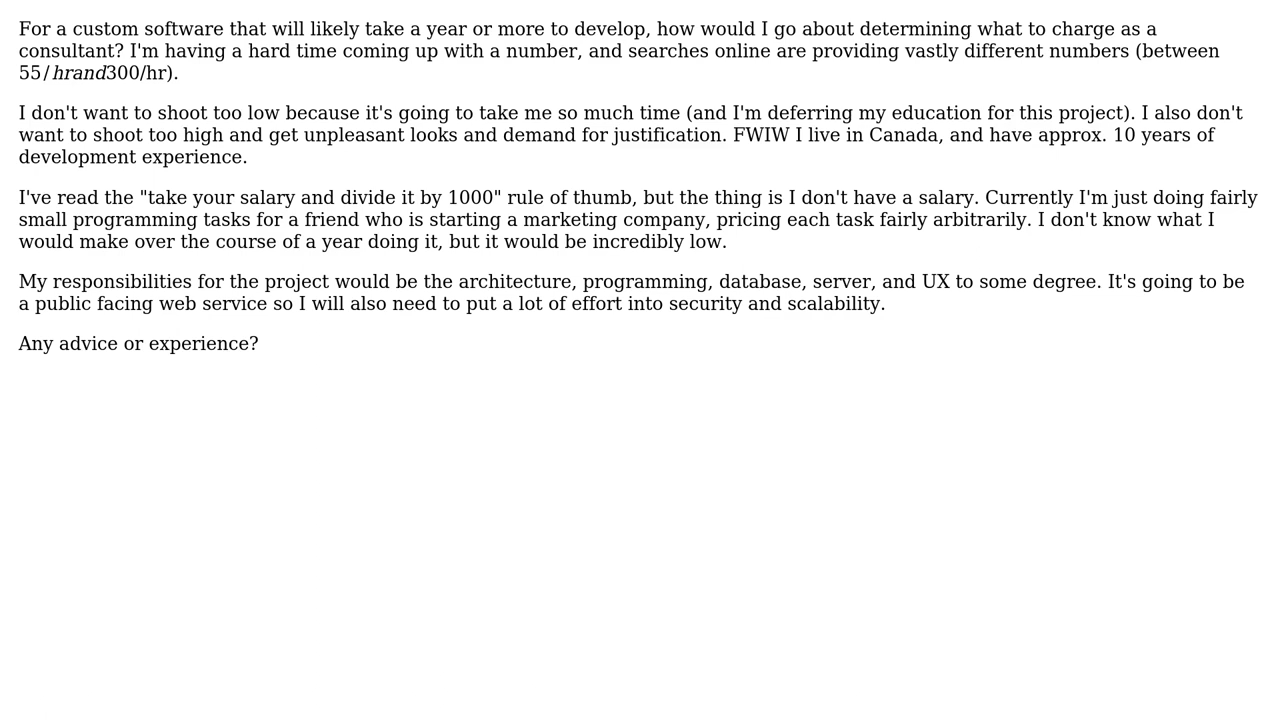 For a custom software that will likely take a year or more to develop, how would I go about determining what to charge as a
consultant? I'm having a hard time coming up with a number, and searches online are providing vastly different numbers (between
55/hrand300/hr).
I don't want to shoot too low because it's going to take me so much time (and I'm deferring my education for this project). I also don't
want to shoot too high and get unpleasant looks and demand for justification. FWIW I live in Canada, and have approx. 10 years of
development experience.
I've read the "take your salary and divide it by 1000" rule of thumb, but the thing is I don't have a salary. Currently I'm just doing fairly
small programming tasks for a friend who is starting a marketing company, pricing each task fairly arbitrarily. I don't know what I
would make over the course of a year doing it, but it would be incredibly low.
My responsibilities for the project would be the architecture, programming, database, server, and UX to some degree. It's going to be
a public facing web service so I will also need to put a lot of effort into security and scalability.
Any advice or experience?